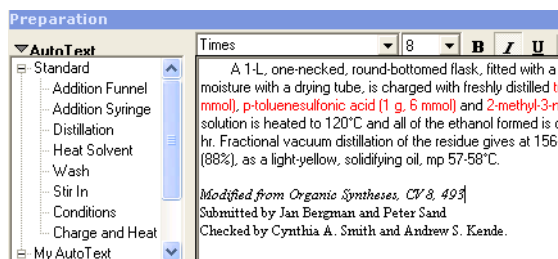 Preparation
AutoText
Times 8 B I U
Standard
Addition Funnel
Addition Syringe
Distillation
Heat Solvent
Wash
Stir In
Conditions
Charge and Heat
My AutoText
A 1-L, one-necked, round-bottomed flask, fitted with a
moisture with a drying tube, is charged with freshly distilled
mmol), p-toluenesulfonic acid (1 g, 6 mmol) and 2-methyl-3-
solution is heated to 120°C and all of the ethanol formed is
hr. Fractional vacuum distillation of the residue gives at 156
(88%), as a light-yellow, solidifying oil, mp 57-58°C.
Modified from Organic Syntheses, CV 8, 493
Submitted by Jan Bergman and Peter Sand
Checked by Cynthia A. Smith and Andrew S. Kende.